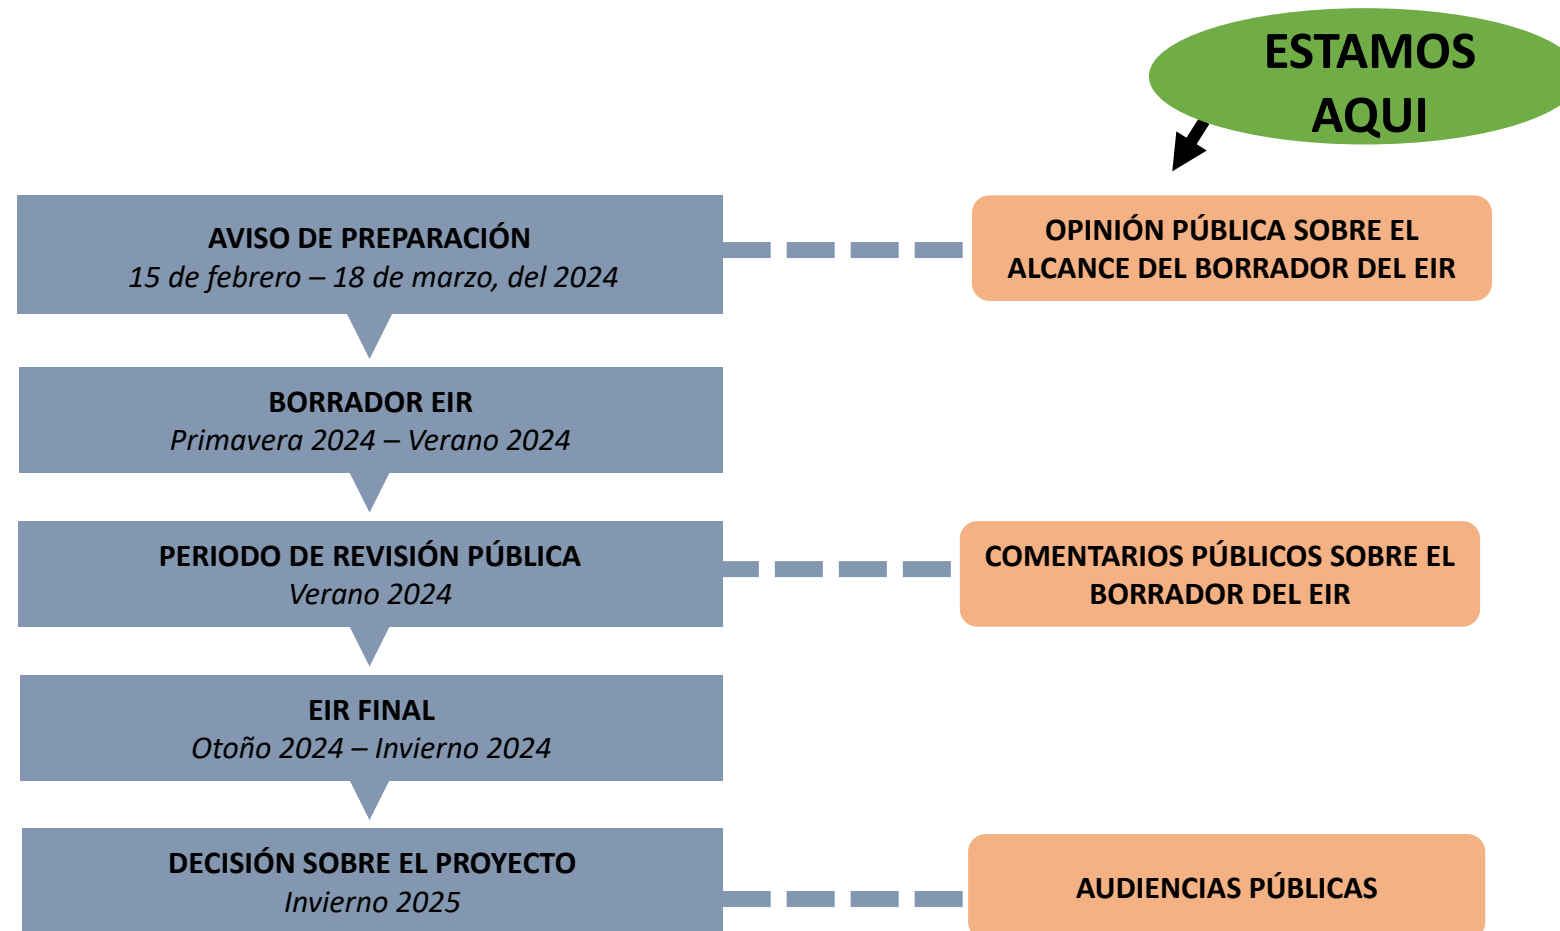 ESTAMOS
AQUI
AVISO DE PREPARACIÓN
15 de febrero – 18 de marzo, del 2024
OPINIÓN PÚBLICA SOBRE EL
ALCANCE DEL BORRADOR DEL EIR
BORRADOR EIR
Primavera 2024 – Verano 2024
PERIODO DE REVISIÓN PÚBLICA
Verano 2024
COMENTARIOS PÚBLICOS SOBRE EL
BORRADOR DEL EIR
EIR FINAL
Otoño 2024 – Invierno 2024
DECISIÓN SOBRE EL PROYECTO
Invierno 2025
AUDIENCIAS PÚBLICAS